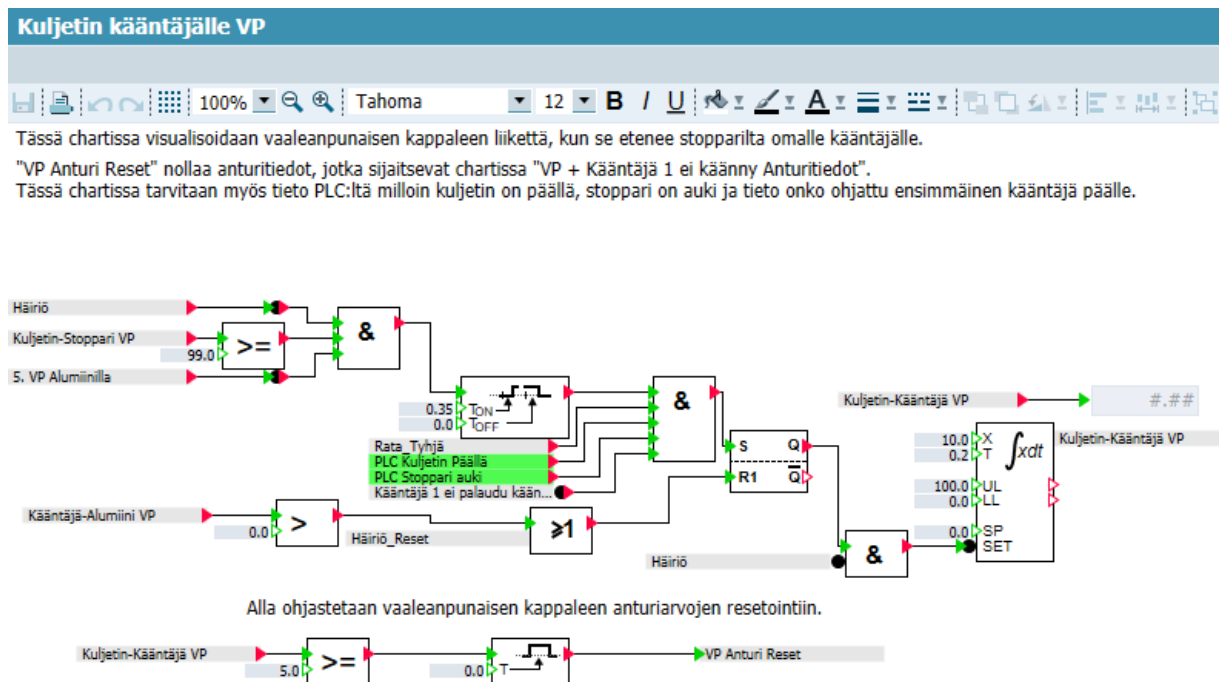 Kuljetin kääntäjälle VP
100% Tahoma 12 B I U A
Tässä chartissa visualisoidaan vaaleanpunaisen kappaleen liikettä, kun se etenee stopparilta omalle kääntäjälle.
"VP Anturi Reset" nollaa anturitiedot, jotka sijaitsevat chartissa "VP + Kääntäjä 1 ei käänny Anturitiedot".
Tässä chartissa tarvitaan myös tieto PLC:ltä milloin kuljetin on päällä, stoppari on auki ja tieto onko ohjattu ensimmäinen kääntäjä päälle.
Häiriö
&
Kuljetin-Stoppari VP
>=
99.0
5. VP Alumiinilla
0.35 TON
0.0 TOFF
&
Rata_Tyhjä
PLC Kuljetin Päällä
PLC Stoppari auki
Kääntäjä 1 ei palaudu kään...
S Q
R1 Q
Kuljetin-Kääntäjä VP
#.##
10.0 X
0.2 T
∫xdt
Kuljetin-Kääntäjä VP
100.0 UL
0.0 LL
0.0 SP
SET
Kääntäjä-Alumiini VP
0.0
>
Häiriö_Reset
≥1
Häiriö
&
Alla ohjastetaan vaaleanpunaisen kappaleen anturiarvojen resetointiin.
Kuljetin-Kääntäjä VP
5.0
>=
0.0 T
VP Anturi Reset